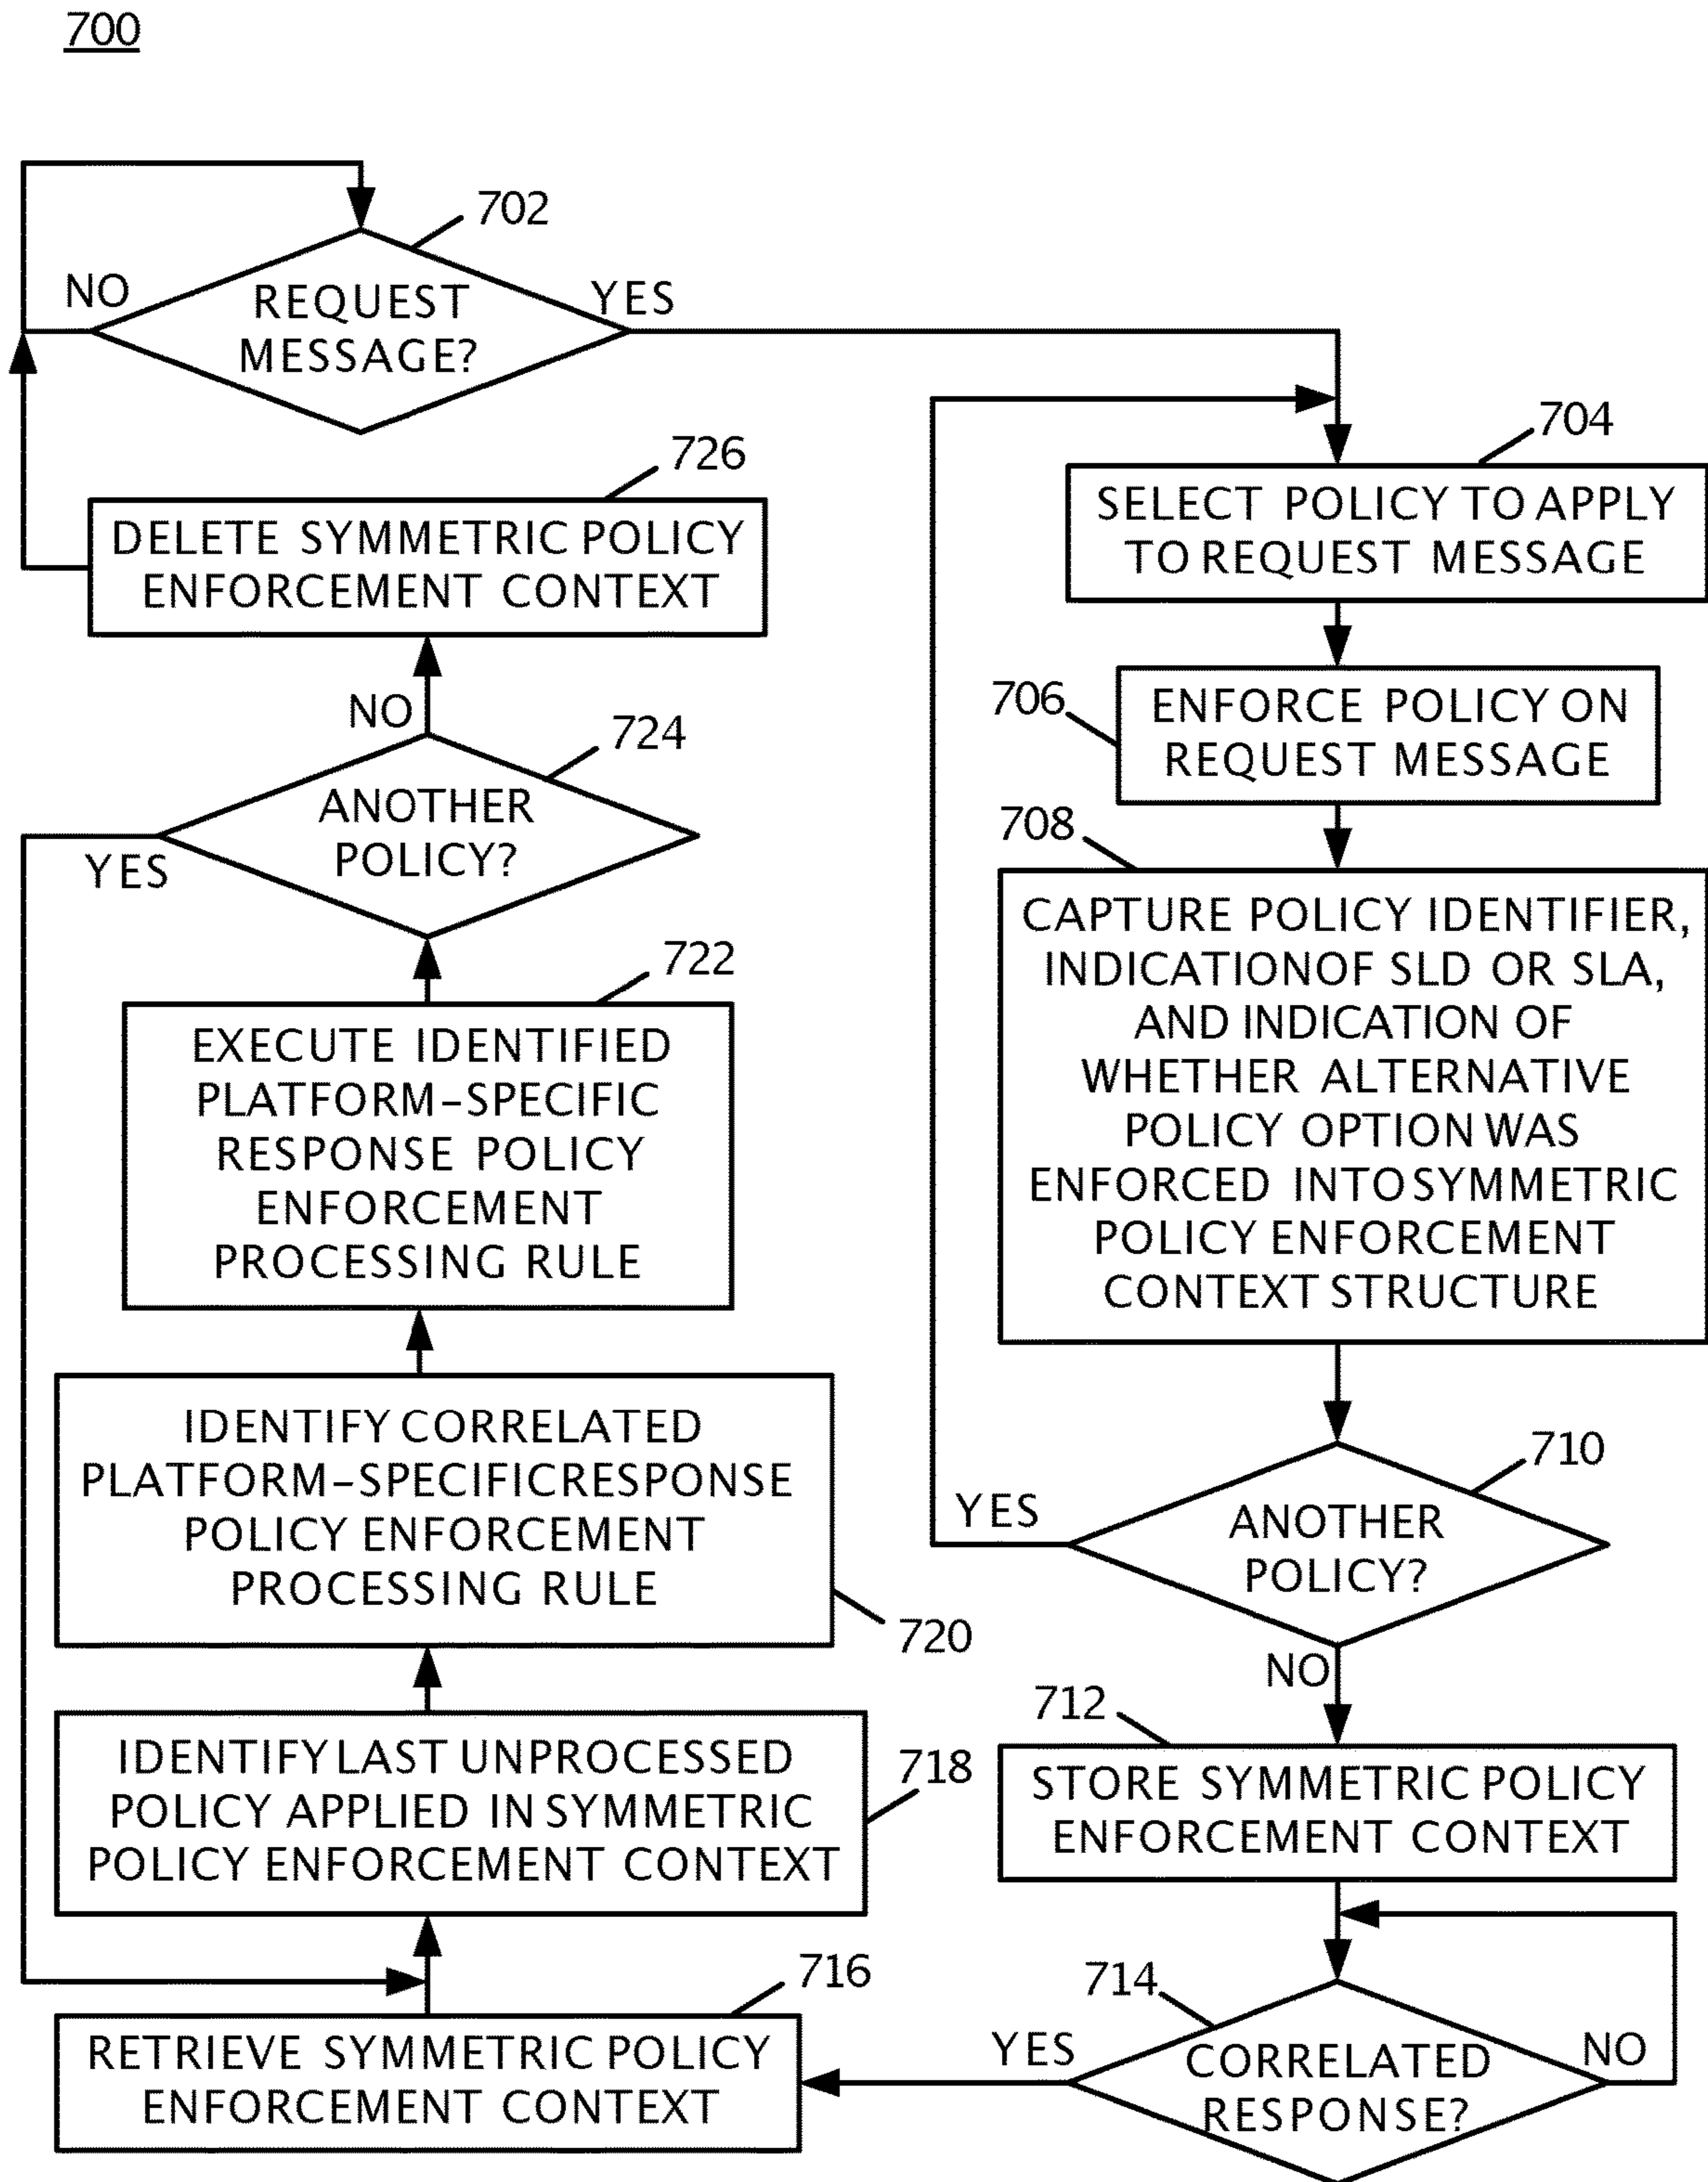 700
702
NO
REQUEST
MESSAGE?
YES
704
SELECT POLICY TO APPLY
TO REQUEST MESSAGE
706
ENFORCE POLICY ON
REQUEST MESSAGE
708
CAPTURE POLICY IDENTIFIER,
INDICATIONOF SLD OR SLA,
AND INDICATION OF
WHETHER ALTERNATIVE
POLICY OPTION WAS
ENFORCED INTOSYMMETRIC
POLICY ENFORCEMENT
CONTEXT STRUCTURE
710
YES
ANOTHER
POLICY?
NO
712
STORE SYMMETRIC POLICY
ENFORCEMENT CONTEXT
714
YES
CORRELATED
RESPONSE?
NO
716
RETRIEVE SYMMETRIC POLICY
ENFORCEMENT CONTEXT
718
IDENTIFY LAST UNPROCESSED
POLICY APPLIED IN SYMMETRIC
POLICY ENFORCEMENT CONTEXT
720
IDENTIFY CORRELATED
PLATFORM-SPECIFICRESPONSE
POLICY ENFORCEMENT
PROCESSING RULE
722
EXECUTE IDENTIFIED
PLATFORM-SPECIFIC
RESPONSE POLICY
ENFORCEMENT
PROCESSING RULE
724
ANOTHER
POLICY?
YES
NO
726
DELETE SYMMETRIC POLICY
ENFORCEMENT CONTEXT